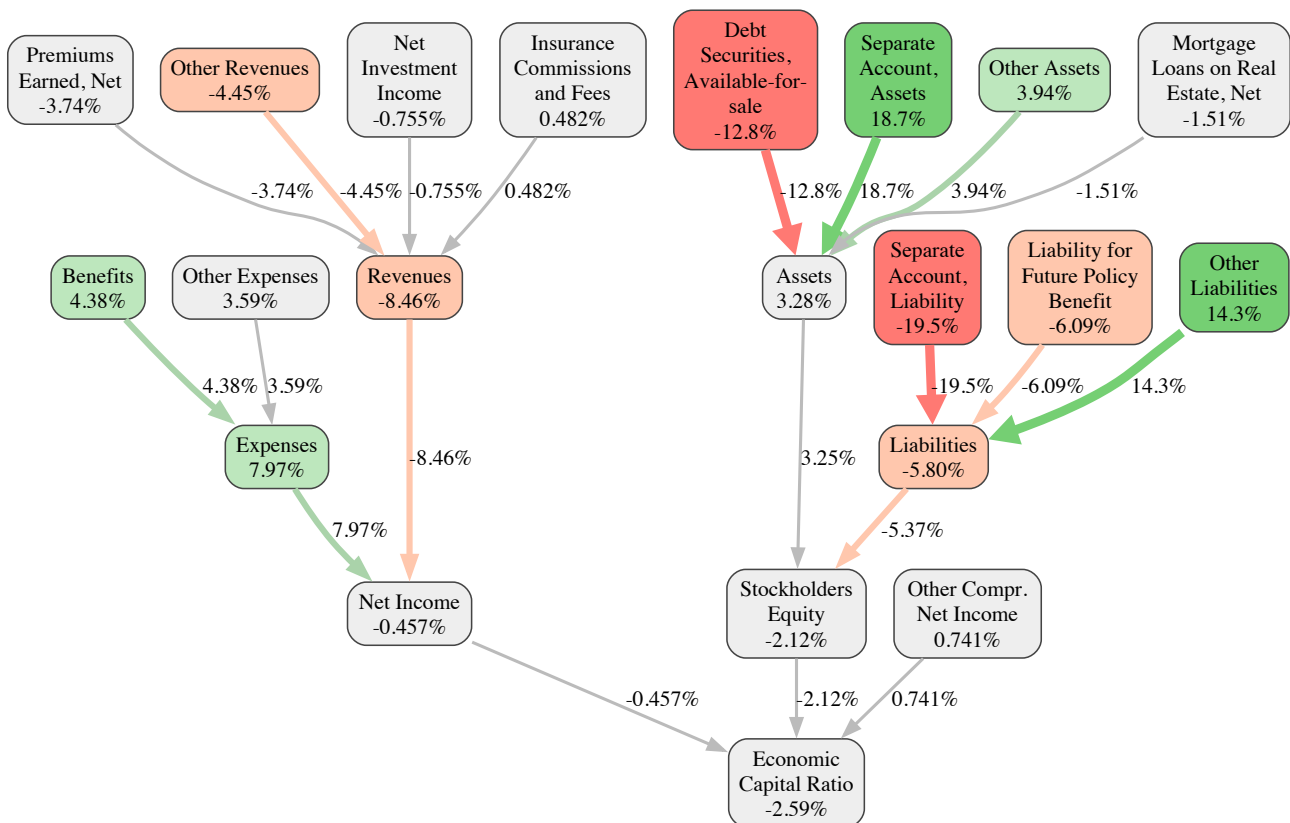 Premiums
Earned, Net
-3.74%
Other Revenues
-4.45%
Net
Investment
Income
-0.755%
Insurance
Commissions
and Fees
0.482%
Debt
Securities,
Available-for-
sale
-12.8%
Separate
Account,
Assets
18.7%
Other Assets
3.94%
Mortgage
Loans on Real
Estate, Net
-1.51%
-3.74%
-4.45%
-0.755%
0.482%
-12.8%
18.7%
3.94%
-1.51%
Benefits
4.38%
Other Expenses
3.59%
Revenues
-8.46%
Assets
3.28%
Separate
Account,
Liability
-19.5%
Liability for
Future Policy
Benefit
-6.09%
Other
Liabilities
14.3%
4.38%
3.59%
-19.5%
-6.09%
14.3%
Expenses
7.97%
-8.46%
3.25%
Liabilities
-5.80%
7.97%
-5.37%
Net Income
-0.457%
Stockholders
Equity
-2.12%
Other Compr.
Net Income
0.741%
-0.457%
-2.12%
0.741%
Economic
Capital Ratio
-2.59%